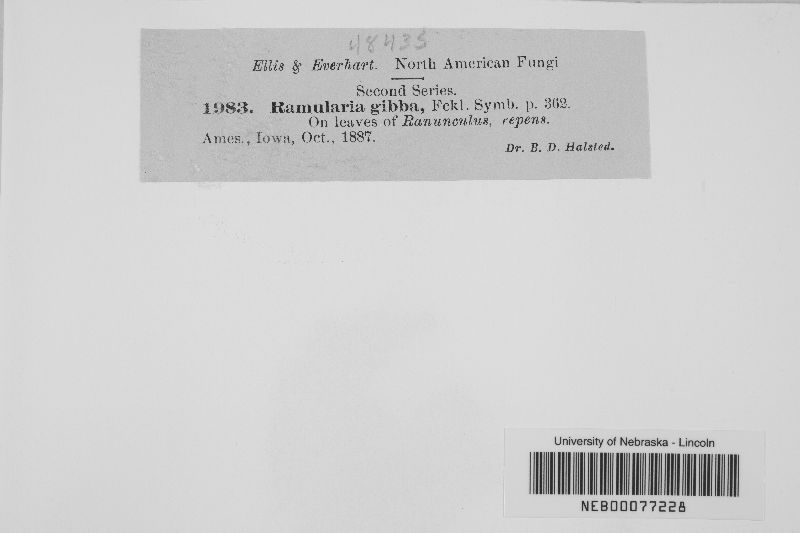 48435
Ellis & Everhart. North American Fungi
Second Series.
1983. Ramularia gibba, Fckl. Symb. p. 362.
On leaves of Ranunculus, repens.
Ames., Iowa, Oct., 1887.
Dr. B. D. Halsted.
University of Nebraska - Lincoln
NEB00077228